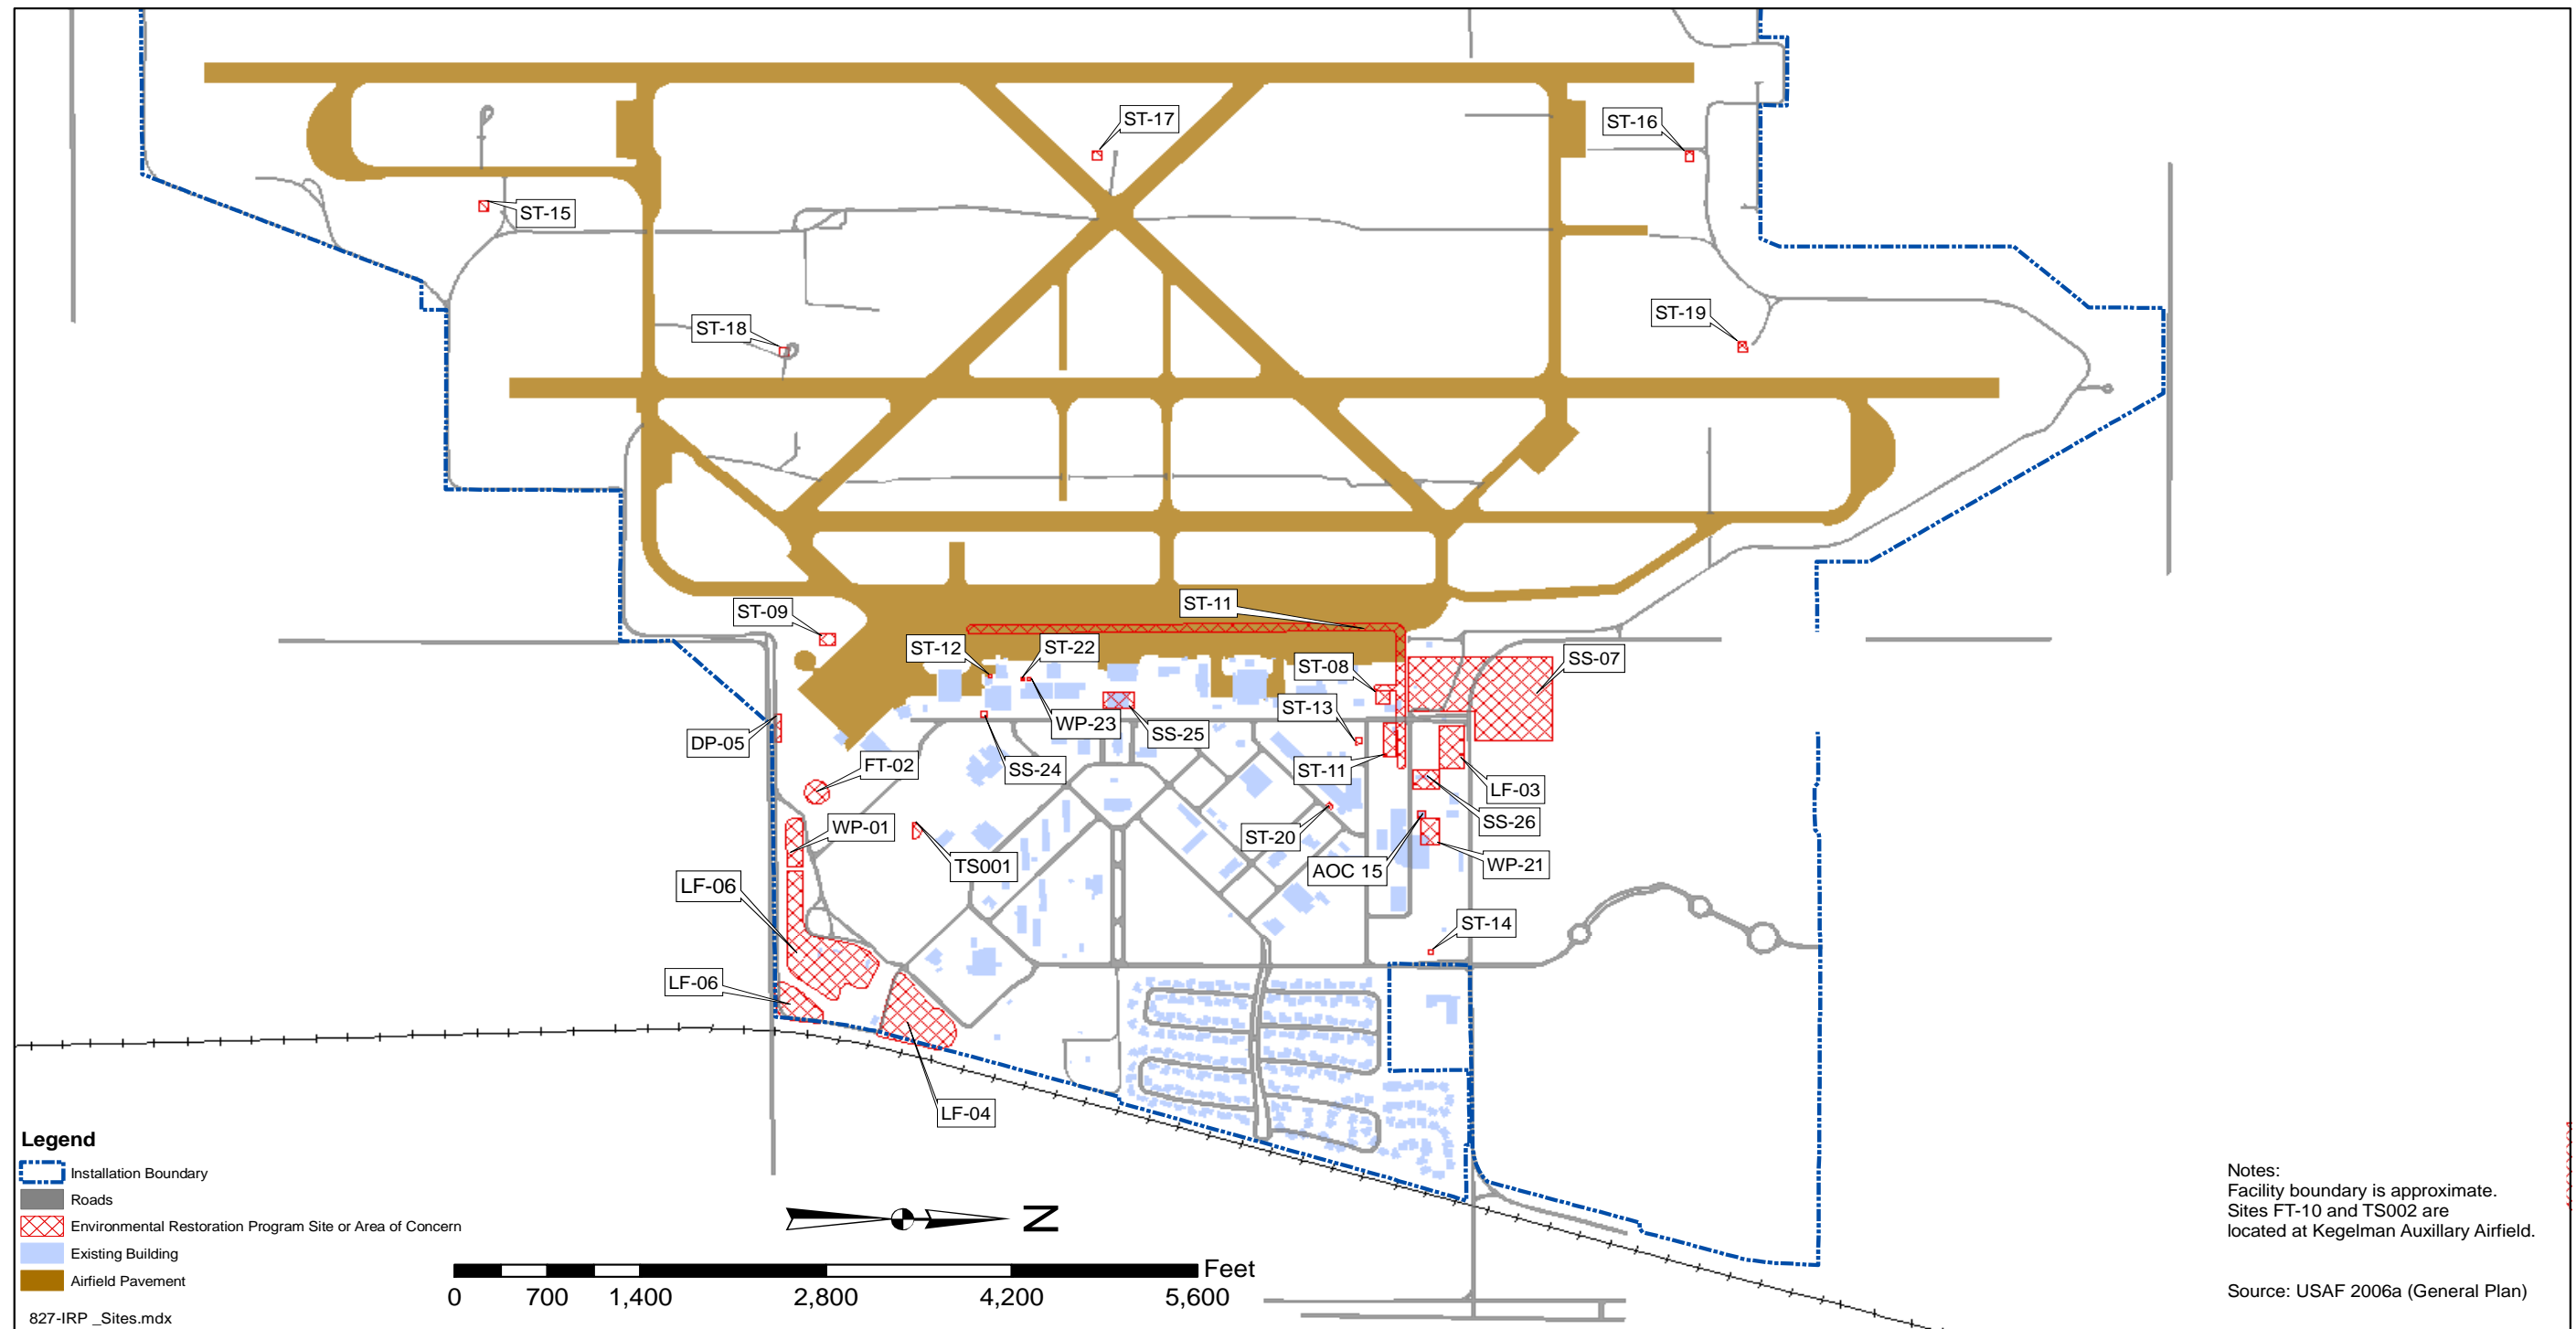 ST-17
ST-16
ST-15
ST-19
ST-18
ST-11
ST-09
ST-12
ST-22
SS-07
ST-08
ST-13
WP-23
SS-25
DP-05
FT-02
SS-24
ST-11
LF-03
SS-26
WP-01
ST-20
TS001
AOC 15
WP-21
LF-06
ST-14
LF-06
LF-04
Legend
Installation Boundary
Roads
Environmental Restoration Program Site or Area of Concern
Existing Building
Airfield Pavement
827-IRP _Sites.mdx
N
Feet
0 700 1,400 2,800 4,200 5,600
Notes:
Facility boundary is approximate.
Sites FT-10 and TS002 are
located at Kegelman Auxillary Airfield.
Source: USAF 2006a (General Plan)